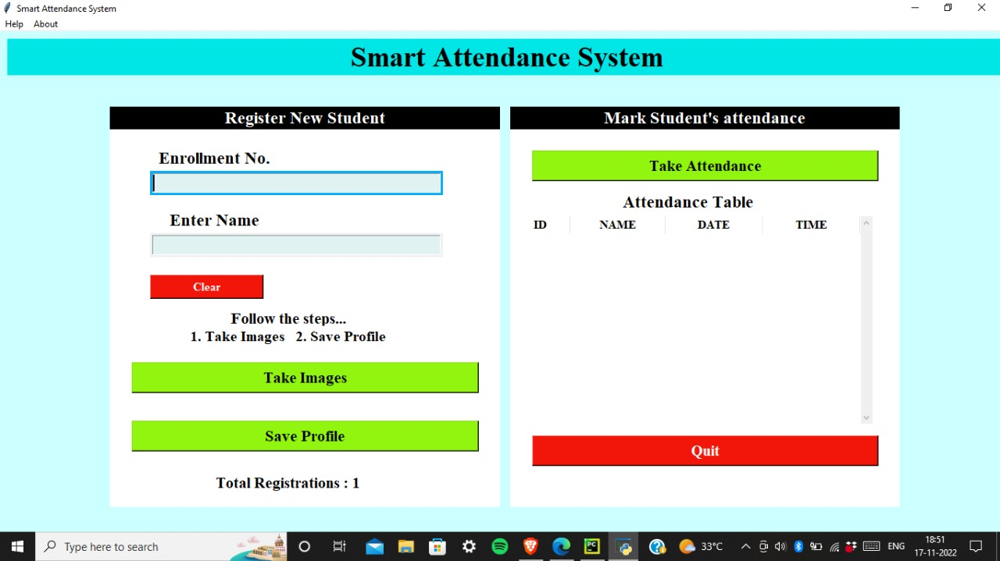 Smart Attendance System
Help About
Smart Attendance System
Register New Student
Enrollment No.
Enter Name
Clear
Follow the steps...
1. Take Images 2. Save Profile
Take Images
Save Profile
Total Registrations : 1
Mark Student's attendance
Take Attendance
Attendance Table
ID NAME DATE TIME
Quit
Type here to search
PC
33°C
ENG
18:51
17-11-2022